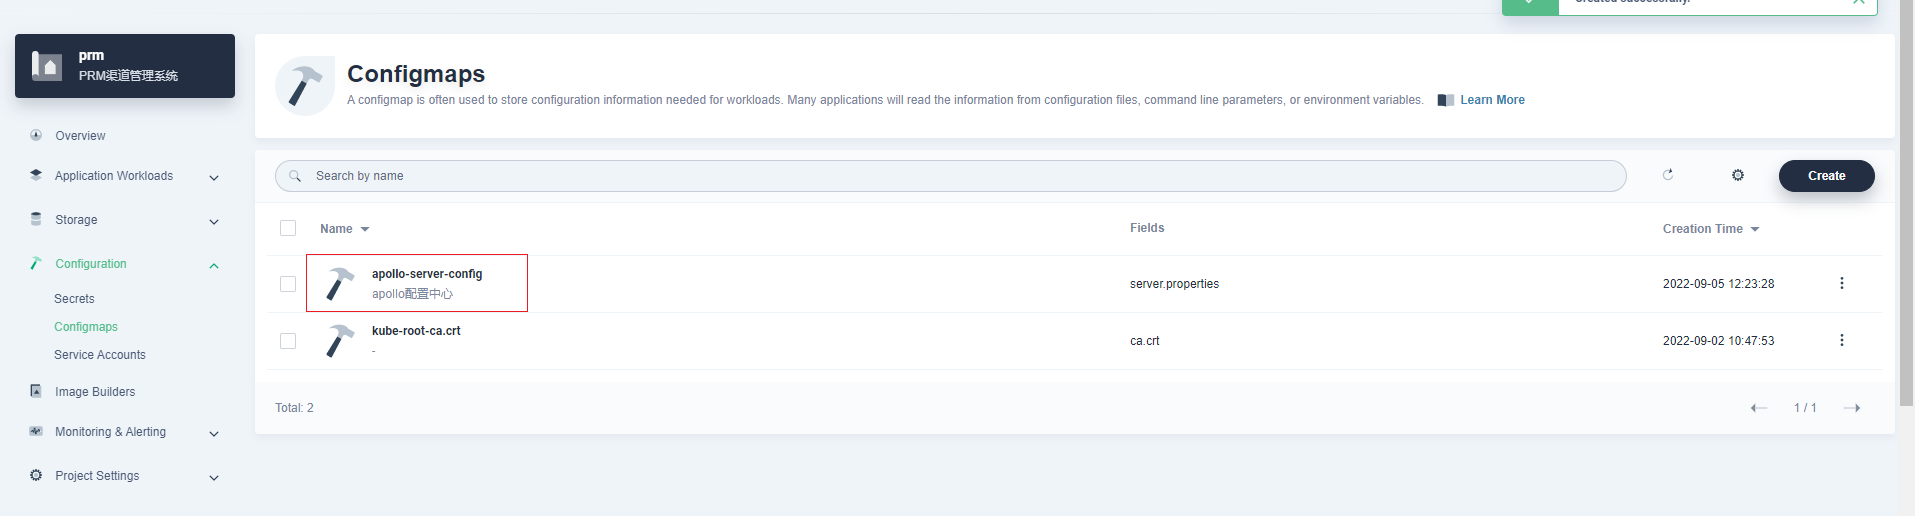 Created successfully.
prm
PRM渠道管理系统
Overview
Application Workloads
Storage
Configuration
Secrets
Configmaps
Service Accounts
Image Builders
Monitoring & Alerting
Project Settings
Configmaps
A configmap is often used to store configuration information needed for workloads. Many applications will read the information from configuration files, command line parameters, or environment variables. Learn More
Search by name
Create
Name Fields Creation Time
apollo-server-config
apollo配置中心
server.properties
2022-09-05 12:23:28
kube-root-ca.crt
-
ca.crt
2022-09-02 10:47:53
Total: 2
1 / 1